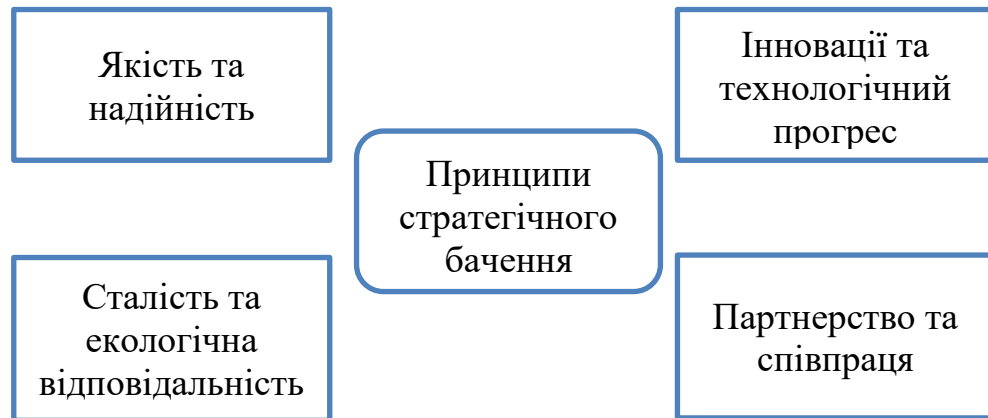 Якість та
надійність
Інновації та
технологічний
прогрес
Принципи
стратегічного
бачення
Сталість та
екологічна
відповідальність
Партнерство та
співпраця